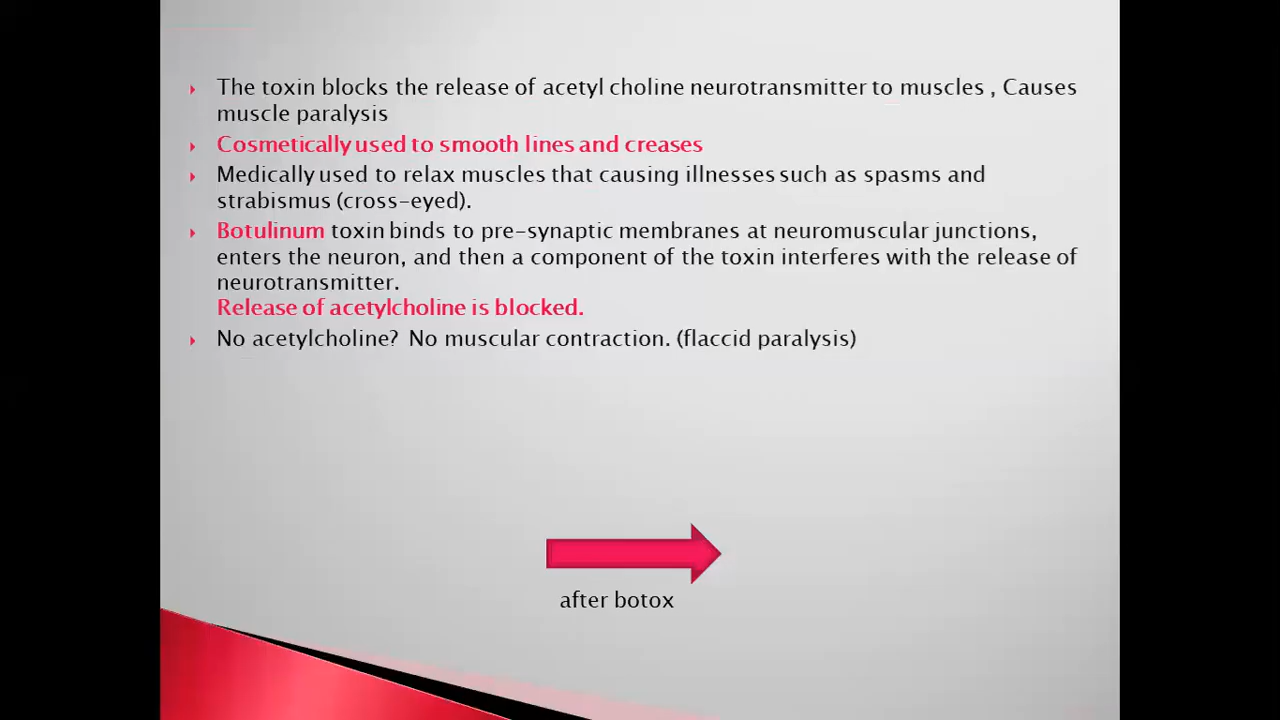 The toxin blocks the release of acetyl choline neurotransmitter to muscles , Causes
muscle paralysis
Cosmetically used to smooth lines and creases
Medically used to relax muscles that causing illnesses such as spasms and
strabismus (cross-eyed).
Botulinum toxin binds to pre-synaptic membranes at neuromuscular junctions,
enters the neuron, and then a component of the toxin interferes with the release of
neurotransmitter.
Release of acetylcholine is blocked.
No acetylcholine? No muscular contraction. (flaccid paralysis)
after botox